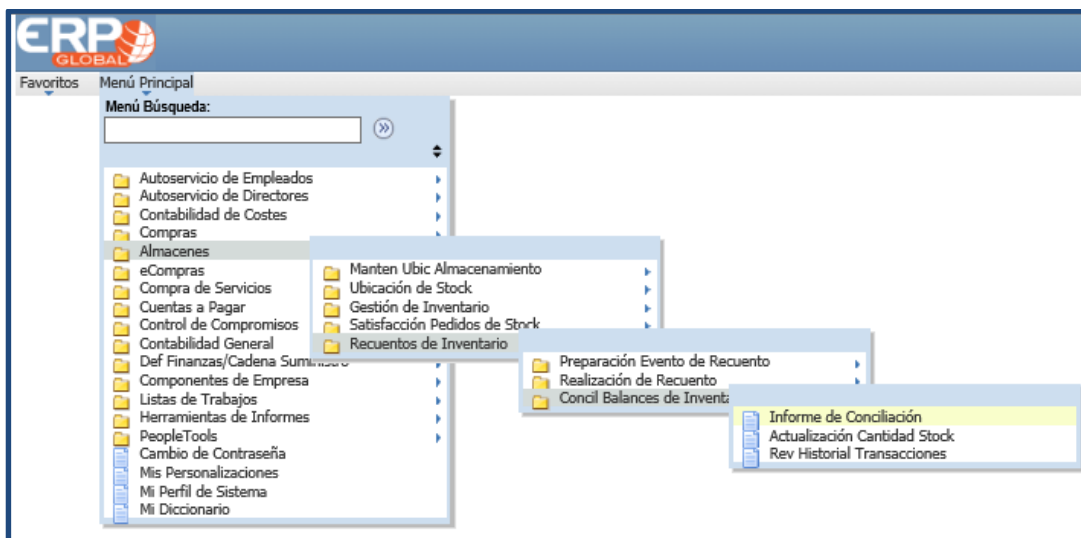 ERP
GLOBAL
Favoritos Menú Principal
Menú Búsqueda:
Autoservicio de Empleados
Autoservicio de Directores
Contabilidad de Costes
Compras
Almacenes
eCompras
Compra de Servicios
Cuentas a Pagar
Control de Compromisos
Contabilidad General
Def Finanzas/Cadena Suministro
Componentes de Empresa
Listas de Trabajos
Herramientas de Informes
PeopleTools
Cambio de Contraseña
Mis Personalizaciones
Mi Perfil de Sistema
Mi Diccionario
Manten Ubic Almacenamiento
Ubicación de Stock
Gestión de Inventario
Satisfacción Pedidos de Stock
Recuentos de Inventario
Preparación Evento de Recuento
Realización de Recuento
Concil Balances de Inventa
Informe de Conciliación
Actualización Cantidad Stock
Rev Historial Transacciones